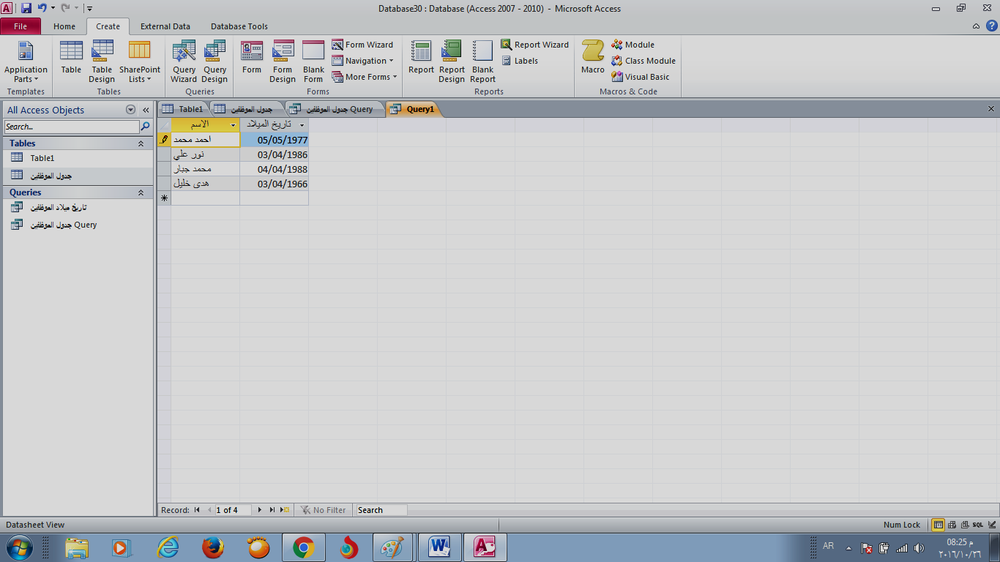 Database30 : Database (Access 2007 - 2010) - Microsoft Access
File Home Create External Data Database Tools
Application Parts
Table
Table Design
SharePoint Lists
Query Wizard
Query Design
Form
Form Design
Blank Form
Form Wizard
Navigation
More Forms
Report
Report Design
Blank Report
Report Wizard
Labels
Macro
Module
Class Module
Visual Basic
Templates Tables Queries Forms Reports Macros & Code
All Access Objects
Search...
Tables
Table1
جدول الموظفين
Queries
تاريخ ميلاد الموظفين
جدول الموظفين Query
Table1 جدول الموظفين جدول الموظفين Query Query1
الاسم تاريخ الميلاد
احمد محمد 05/05/1977
نور علي 03/04/1986
محمد جبار 04/04/1988
هدى خليل 03/04/1966
Record: 1 of 4 No Filter Search
Datasheet View Num Lock SQL
AR 08:25 م
٢٠١٦/١٠/٢٦